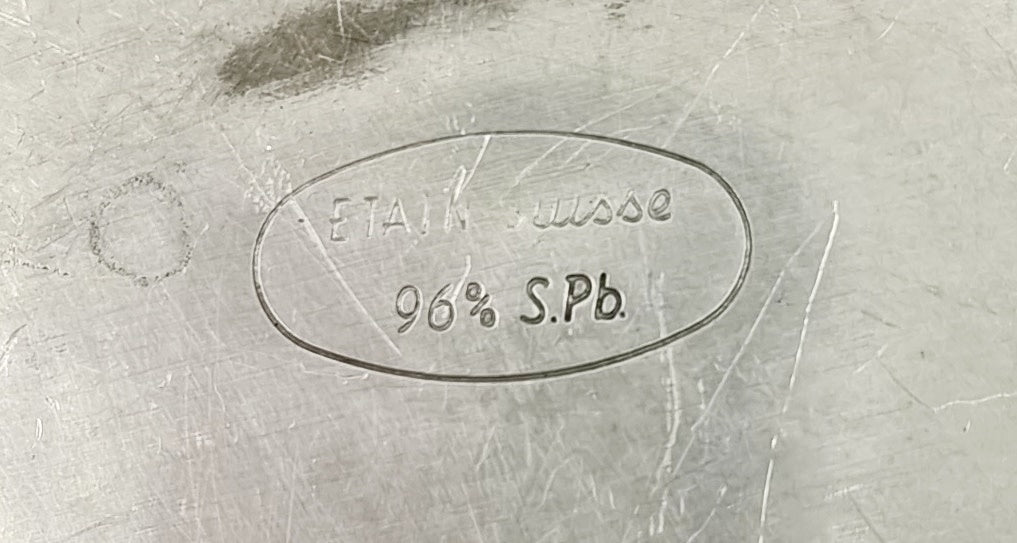 ETAIN Suisse
96% S.Pb.